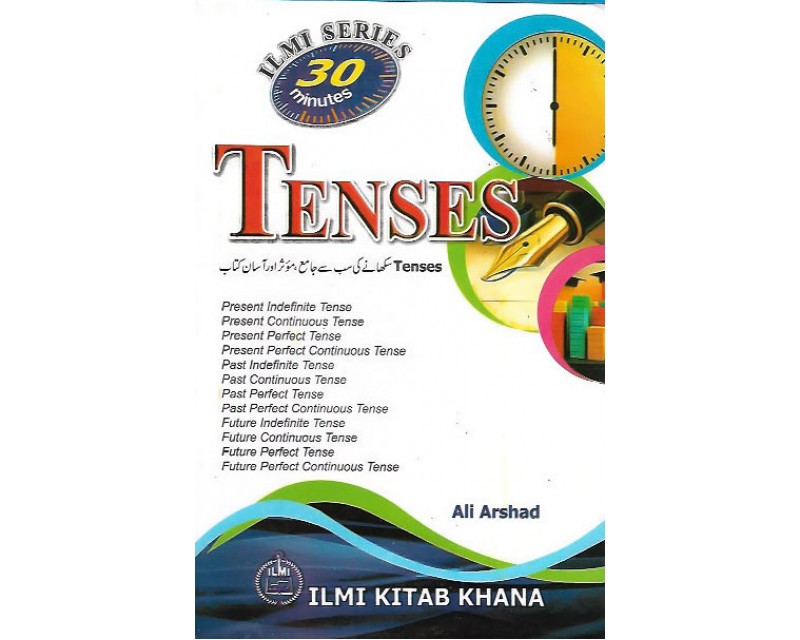 ILMI SERIES
30
minutes
TENSES
Tenses سکھانے کی سب سے جامع، مؤثر اور آسان کتاب
Present Indefinite Tense
Present Continuous Tense
Present Perfect Tense
Present Perfect Continuous Tense
Past Indefinite Tense
Past Continuous Tense
Past Perfect Tense
Past Perfect Continuous Tense
Future Indefinite Tense
Future Continuous Tense
Future Perfect Tense
Future Perfect Continuous Tense
Ali Arshad
ILMI
ILMI KITAB KHANA